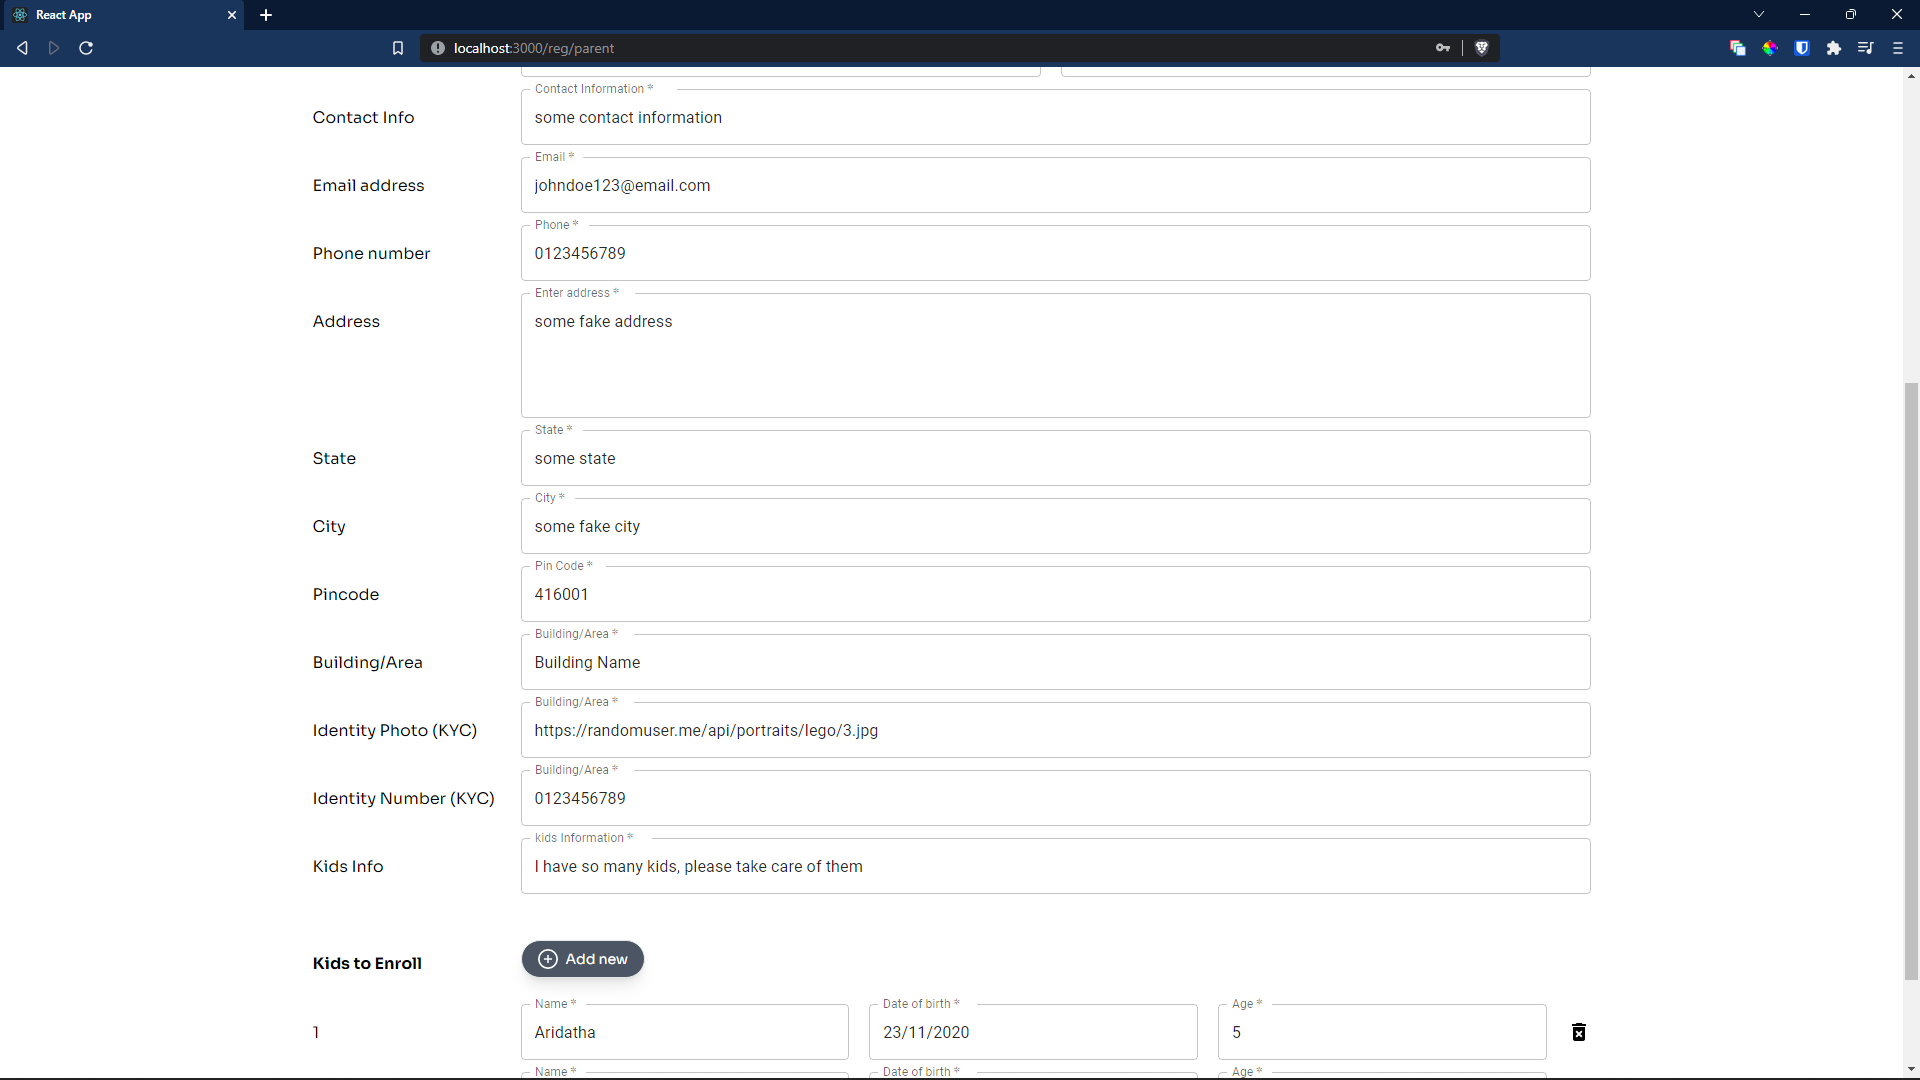 React App
localhost:3000/reg/parent
Contact Information *
Contact Info
some contact information
Email *
Email address
johndoe123@email.com
Phone *
Phone number
0123456789
Enter address *
Address
some fake address
State *
State
some state
City *
City
some fake city
Pin Code *
Pincode
416001
Building/Area *
Building/Area
Building Name
Building/Area *
Identity Photo (KYC)
https://randomuser.me/api/portraits/lego/3.jpg
Building/Area *
Identity Number (KYC)
0123456789
kids Information *
Kids Info
I have so many kids, please take care of them
Kids to Enroll
Add new
Name *
Date of birth *
Age *
1
Aridatha
23/11/2020
5
Name *
Date of birth *
Age *